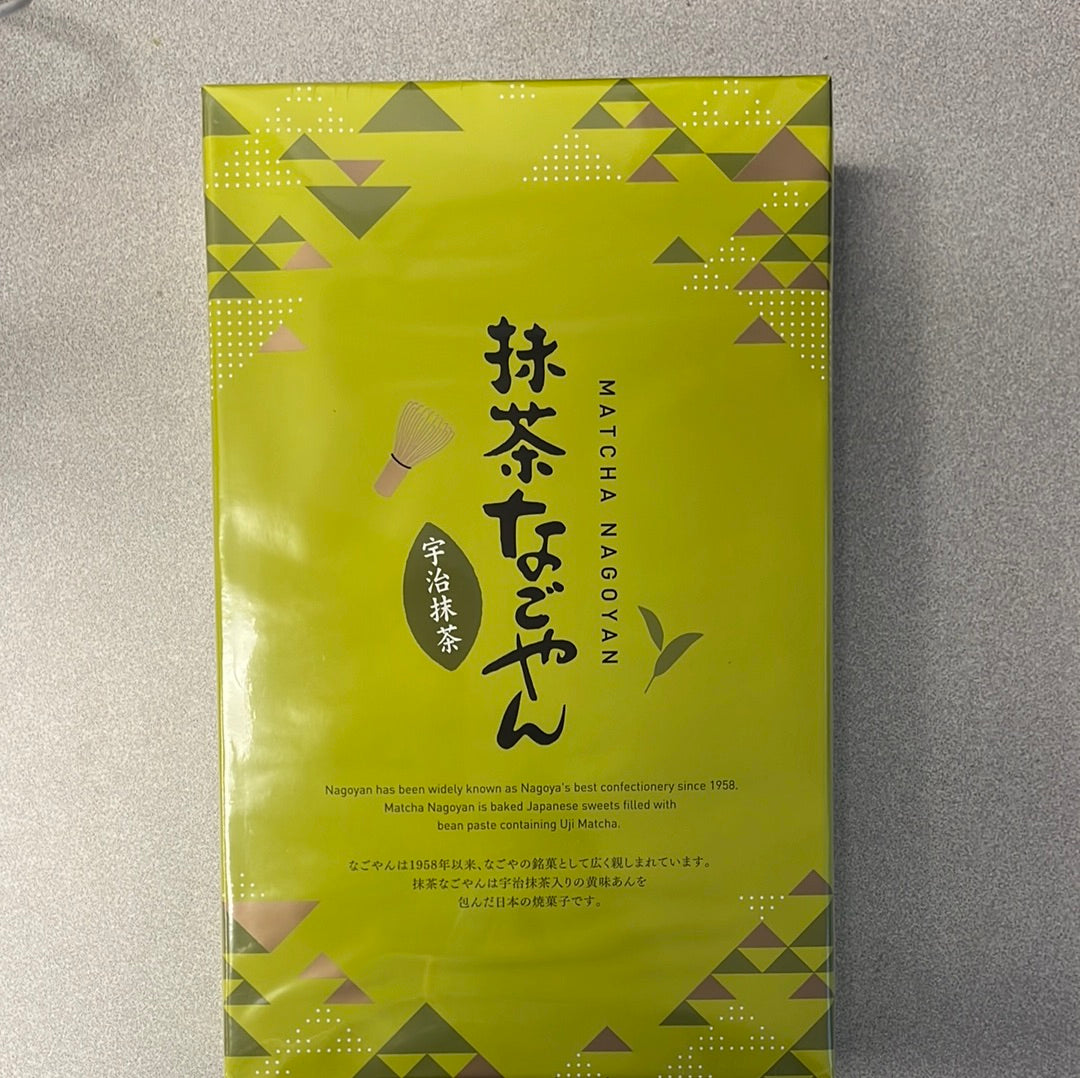 抹茶なごやん
MATCHA NAGOYAN
宇治抹茶
Nagoyan has been widely known as Nagoya's best confectionery since 1958.
Matcha Nagoyan is baked Japanese sweets filled with
bean paste containing Uji Matcha.
なごやんは1958年以来、なごやの銘菓として広く親しまれています。
抹茶なごやんは宇治抹茶入りの黄味あんを
包んだ日本の焼菓子です。